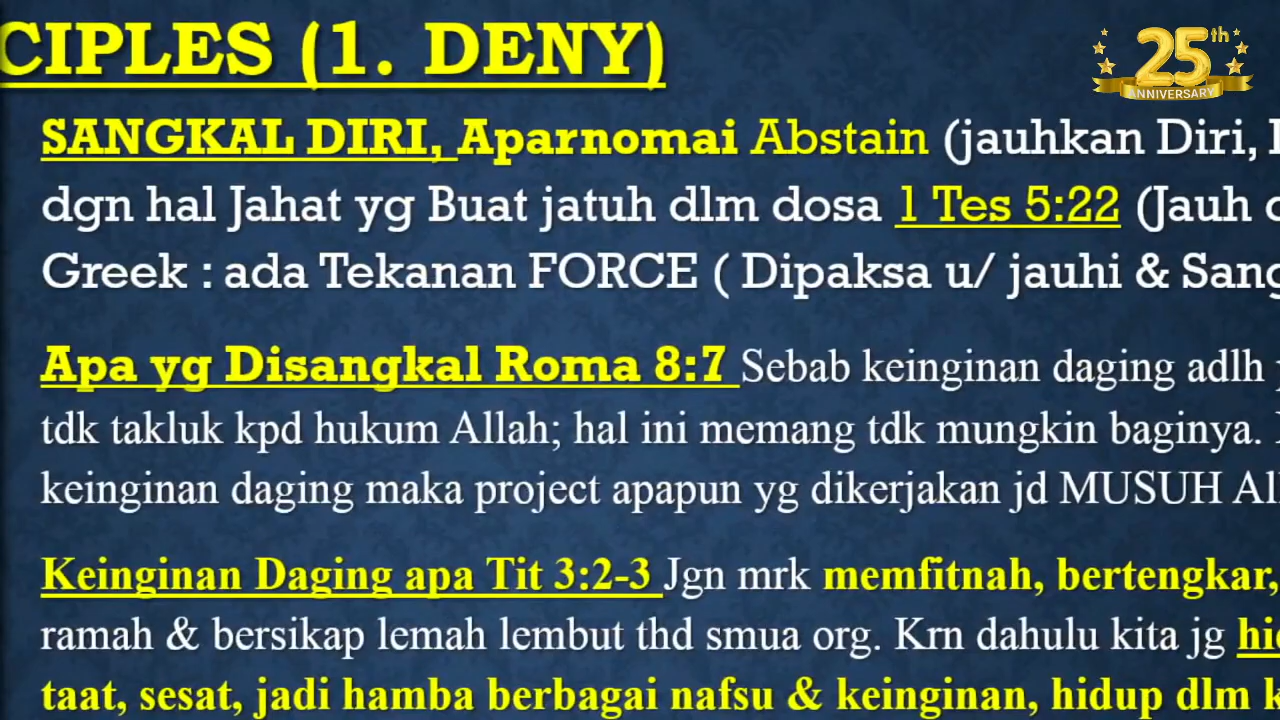 CIPLES (1. DENY)
25th
ANNIVERSARY
SANGKAL DIRI, Aparnomai Abstain (jauhkan Diri,
dgn hal Jahat yg Buat jatuh dlm dosa 1 Tes 5:22 (Jauh
Greek : ada Tekanan FORCE ( Dipaksa u/ jauhi & Sang
Apa yg Disangkal Roma 8:7 Sebab keinginan daging adlh
tdk takluk kpd hukum Allah; hal ini memang tdk mungkin baginya.
keinginan daging maka project apapun yg dikerjakan jd MUSUH Al
Keinginan Daging apa Tit 3:2-3 Jgn mrk memfitnah, bertengkar,
ramah & bersikap lemah lembut thd smua org. Krn dahulu kita jg hid
taat, sesat, jadi hamba berbagai nafsu & keinginan, hidup dlm k